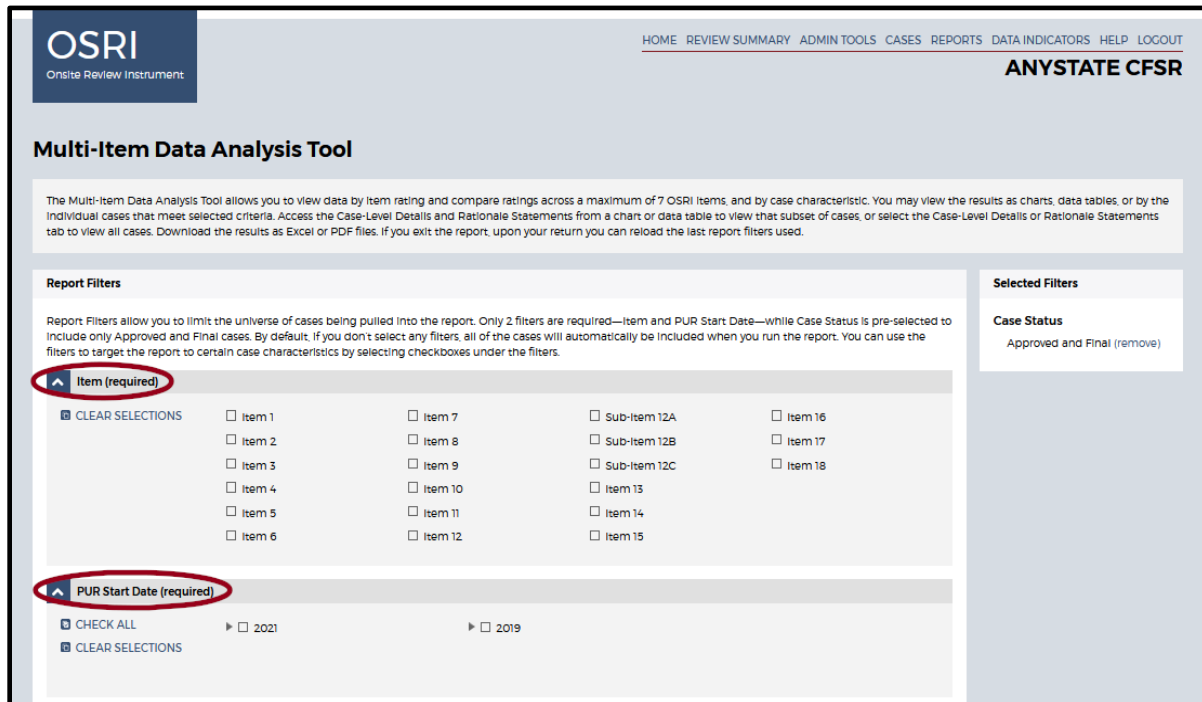 OSRI
Onsite Review Instrument
HOME REVIEW SUMMARY ADMIN TOOLS CASES REPORTS DATA INDICATORS HELP LOGOUT
ANYSTATE CFSR
Multi-Item Data Analysis Tool
The Multi-Item Data Analysis Tool allows you to view data by item rating and compare ratings across a maximum of 7 OSRI items, and by case characteristic. You may view the results as charts, data tables, or by the
individual cases that meet selected criteria. Access the Case-Level Details and Rationale Statements from a chart or data table to view that subset of cases, or select the Case-Level Details or Rationale Statements
tab to view all cases. Download the results as Excel or PDF files. If you exit the report, upon your return you can reload the last report filters used.
Report Filters
Report Filters allow you to limit the universe of cases being pulled into the report. Only 2 filters are required—Item and PUR Start Date—while Case Status is pre-selected to
include only Approved and Final cases. By default, if you don't select any filters, all of the cases will automatically be included when you run the report. You can use the
filters to target the report to certain case characteristics by selecting checkboxes under the filters.
Item (required)
CLEAR SELECTIONS
Item 1
Item 2
Item 3
Item 4
Item 5
Item 6
Item 7
Item 8
Item 9
Item 10
Item 11
Item 12
Sub-Item 12A
Sub-Item 12B
Sub-Item 12C
Item 13
Item 14
Item 15
Item 16
Item 17
Item 18
PUR Start Date (required)
CHECK ALL
CLEAR SELECTIONS
2021
2019
Selected Filters
Case Status
Approved and Final (remove)